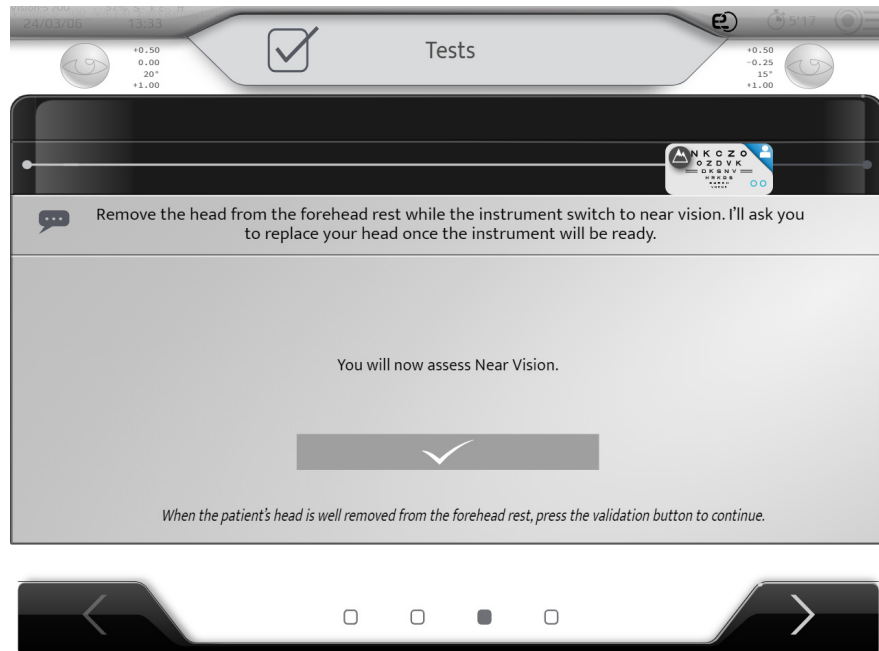 24/03/06 13:33
Tests
5'17
+0.50
0.00
20°
+1.00
+0.50
-0.25
15°
+1.00
NKCZO
OZDVK
DKSNV
Remove the head from the forehead rest while the instrument switch to near vision. I'll ask you
to replace your head once the instrument will be ready.
You will now assess Near Vision.
When the patient's head is well removed from the forehead rest, press the validation button to continue.